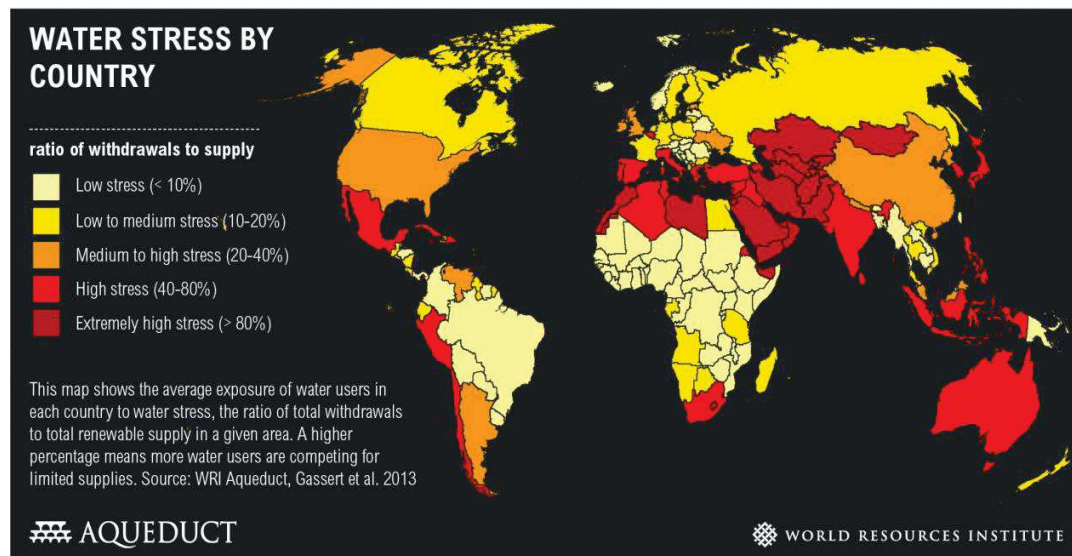 WATER STRESS BY
COUNTRY
ratio of withdrawals to supply
Low stress (< 10%)
Low to medium stress (10-20%)
Medium to high stress (20-40%)
High stress (40-80%)
Extremely high stress (> 80%)
This map shows the average exposure of water users in
each country to water stress, the ratio of total withdrawals
to total renewable supply in a given area. A higher
percentage means more water users are competing for
limited supplies. Source: WRI Aqueduct, Gassert et al. 2013
AQUEDUCT
WORLD RESOURCES INSTITUTE